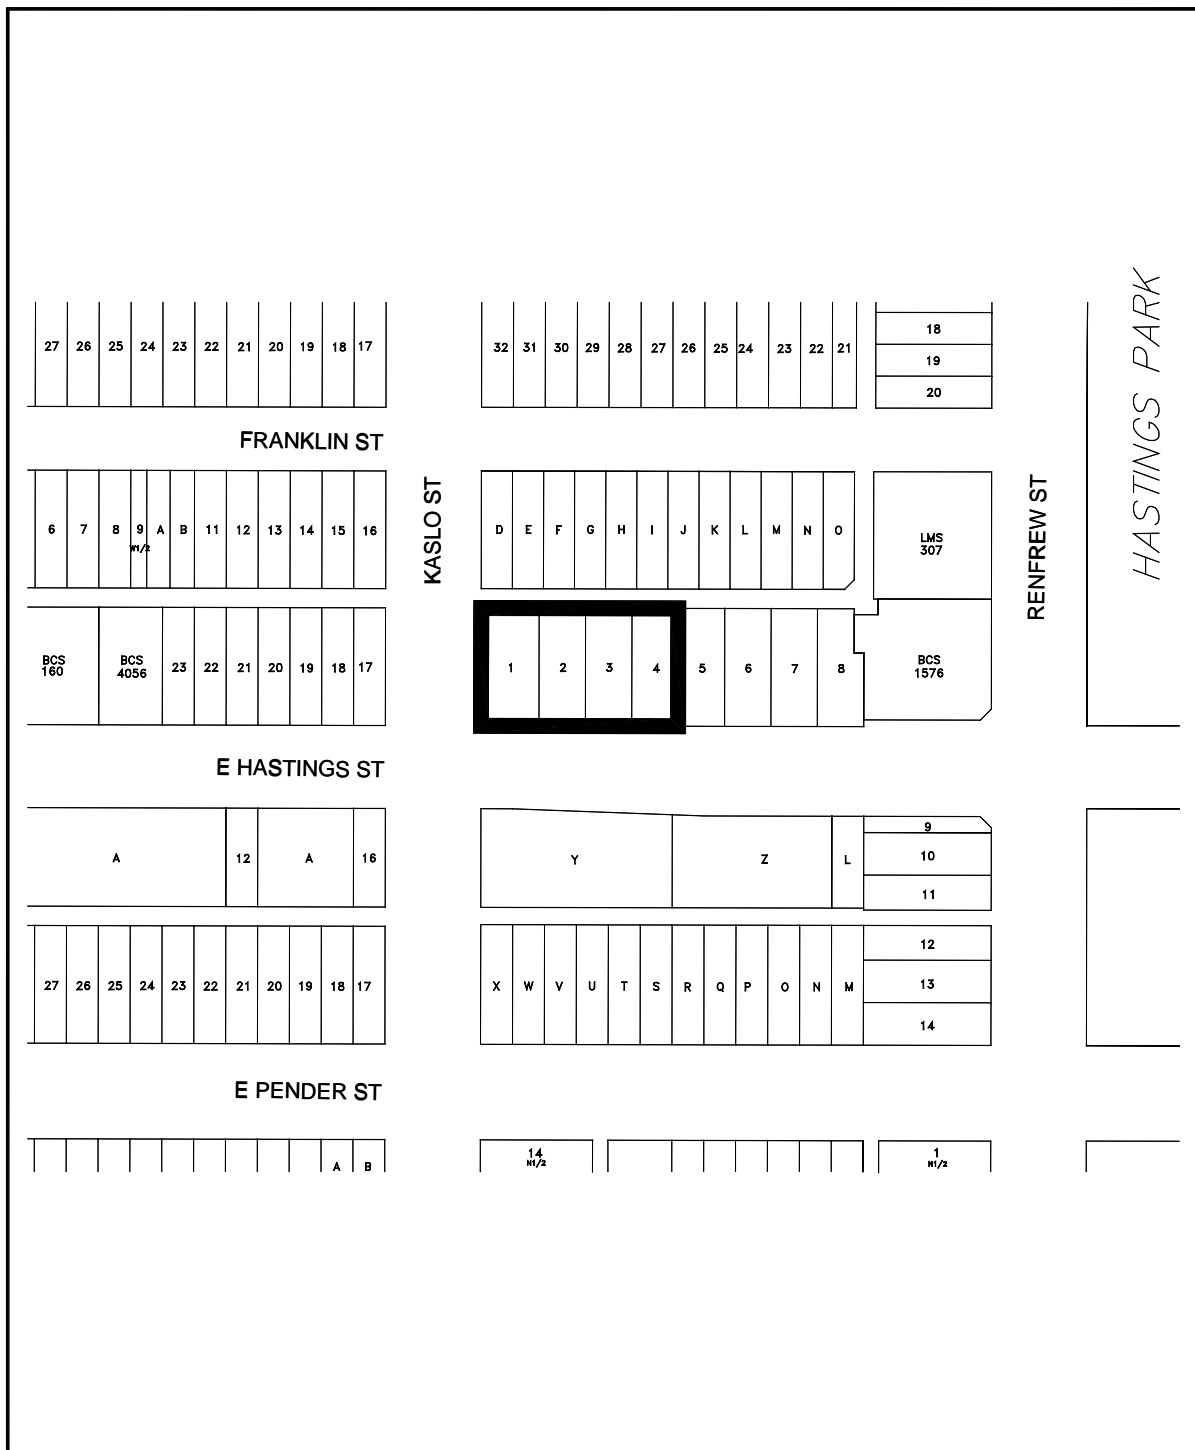 27 26 25 24 23 22 21 20 19 18 17
32 31 30 29 28 27 26 25 24 23 22 21
18
19
20
HASTINGS PARK
FRANKLIN ST
KASLO ST
RENFREW ST
6 7 8 9 A B 11 12 13 14 15 16
W1/2
D E F G H I J K L M N O
LMS
307
BCS
160
BCS
4056
23 22 21 20 19 18 17
1 2 3 4 5 6 7 8
BCS
1576
E HASTINGS ST
A 12 A 16
Y Z L
9
10
11
27 26 25 24 23 22 21 20 19 18 17
X W V U T S R Q P O N M
12
13
14
E PENDER ST
A B
14
N1/2
1
N1/2